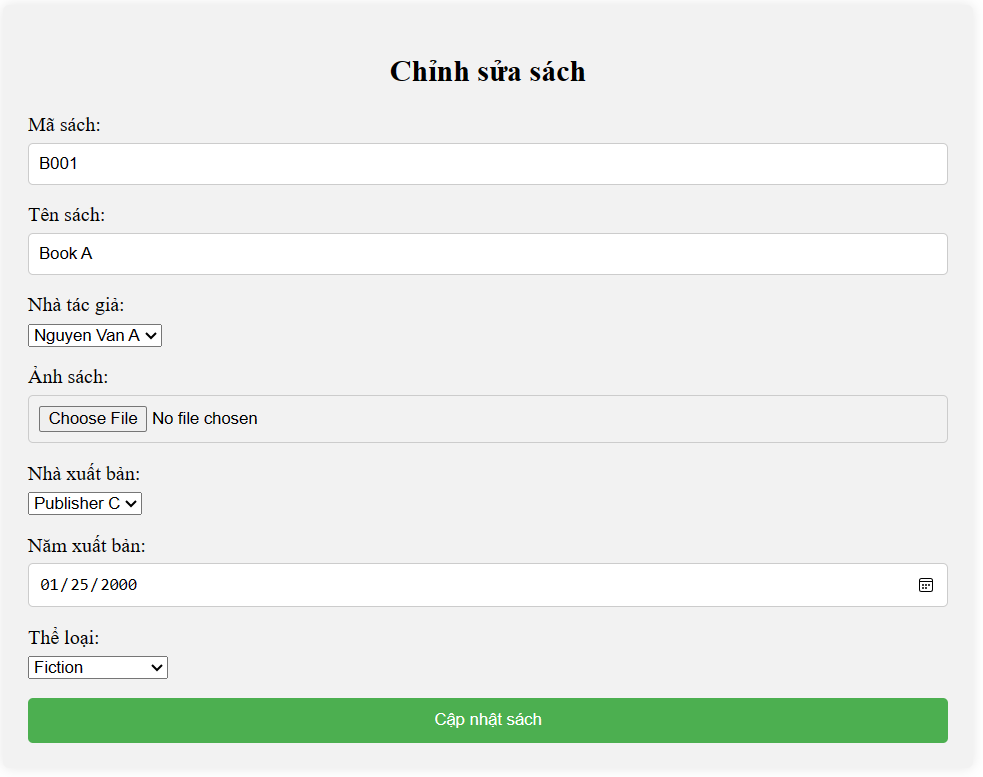 Chỉnh sửa sách
Mã sách:
B001
Tên sách:
Book A
Nhà tác giả:
Nguyen Van A
Ảnh sách:
Choose File No file chosen
Nhà xuất bản:
Publisher C
Năm xuất bản:
01/25/2000
Thể loại:
Fiction
Cập nhật sách